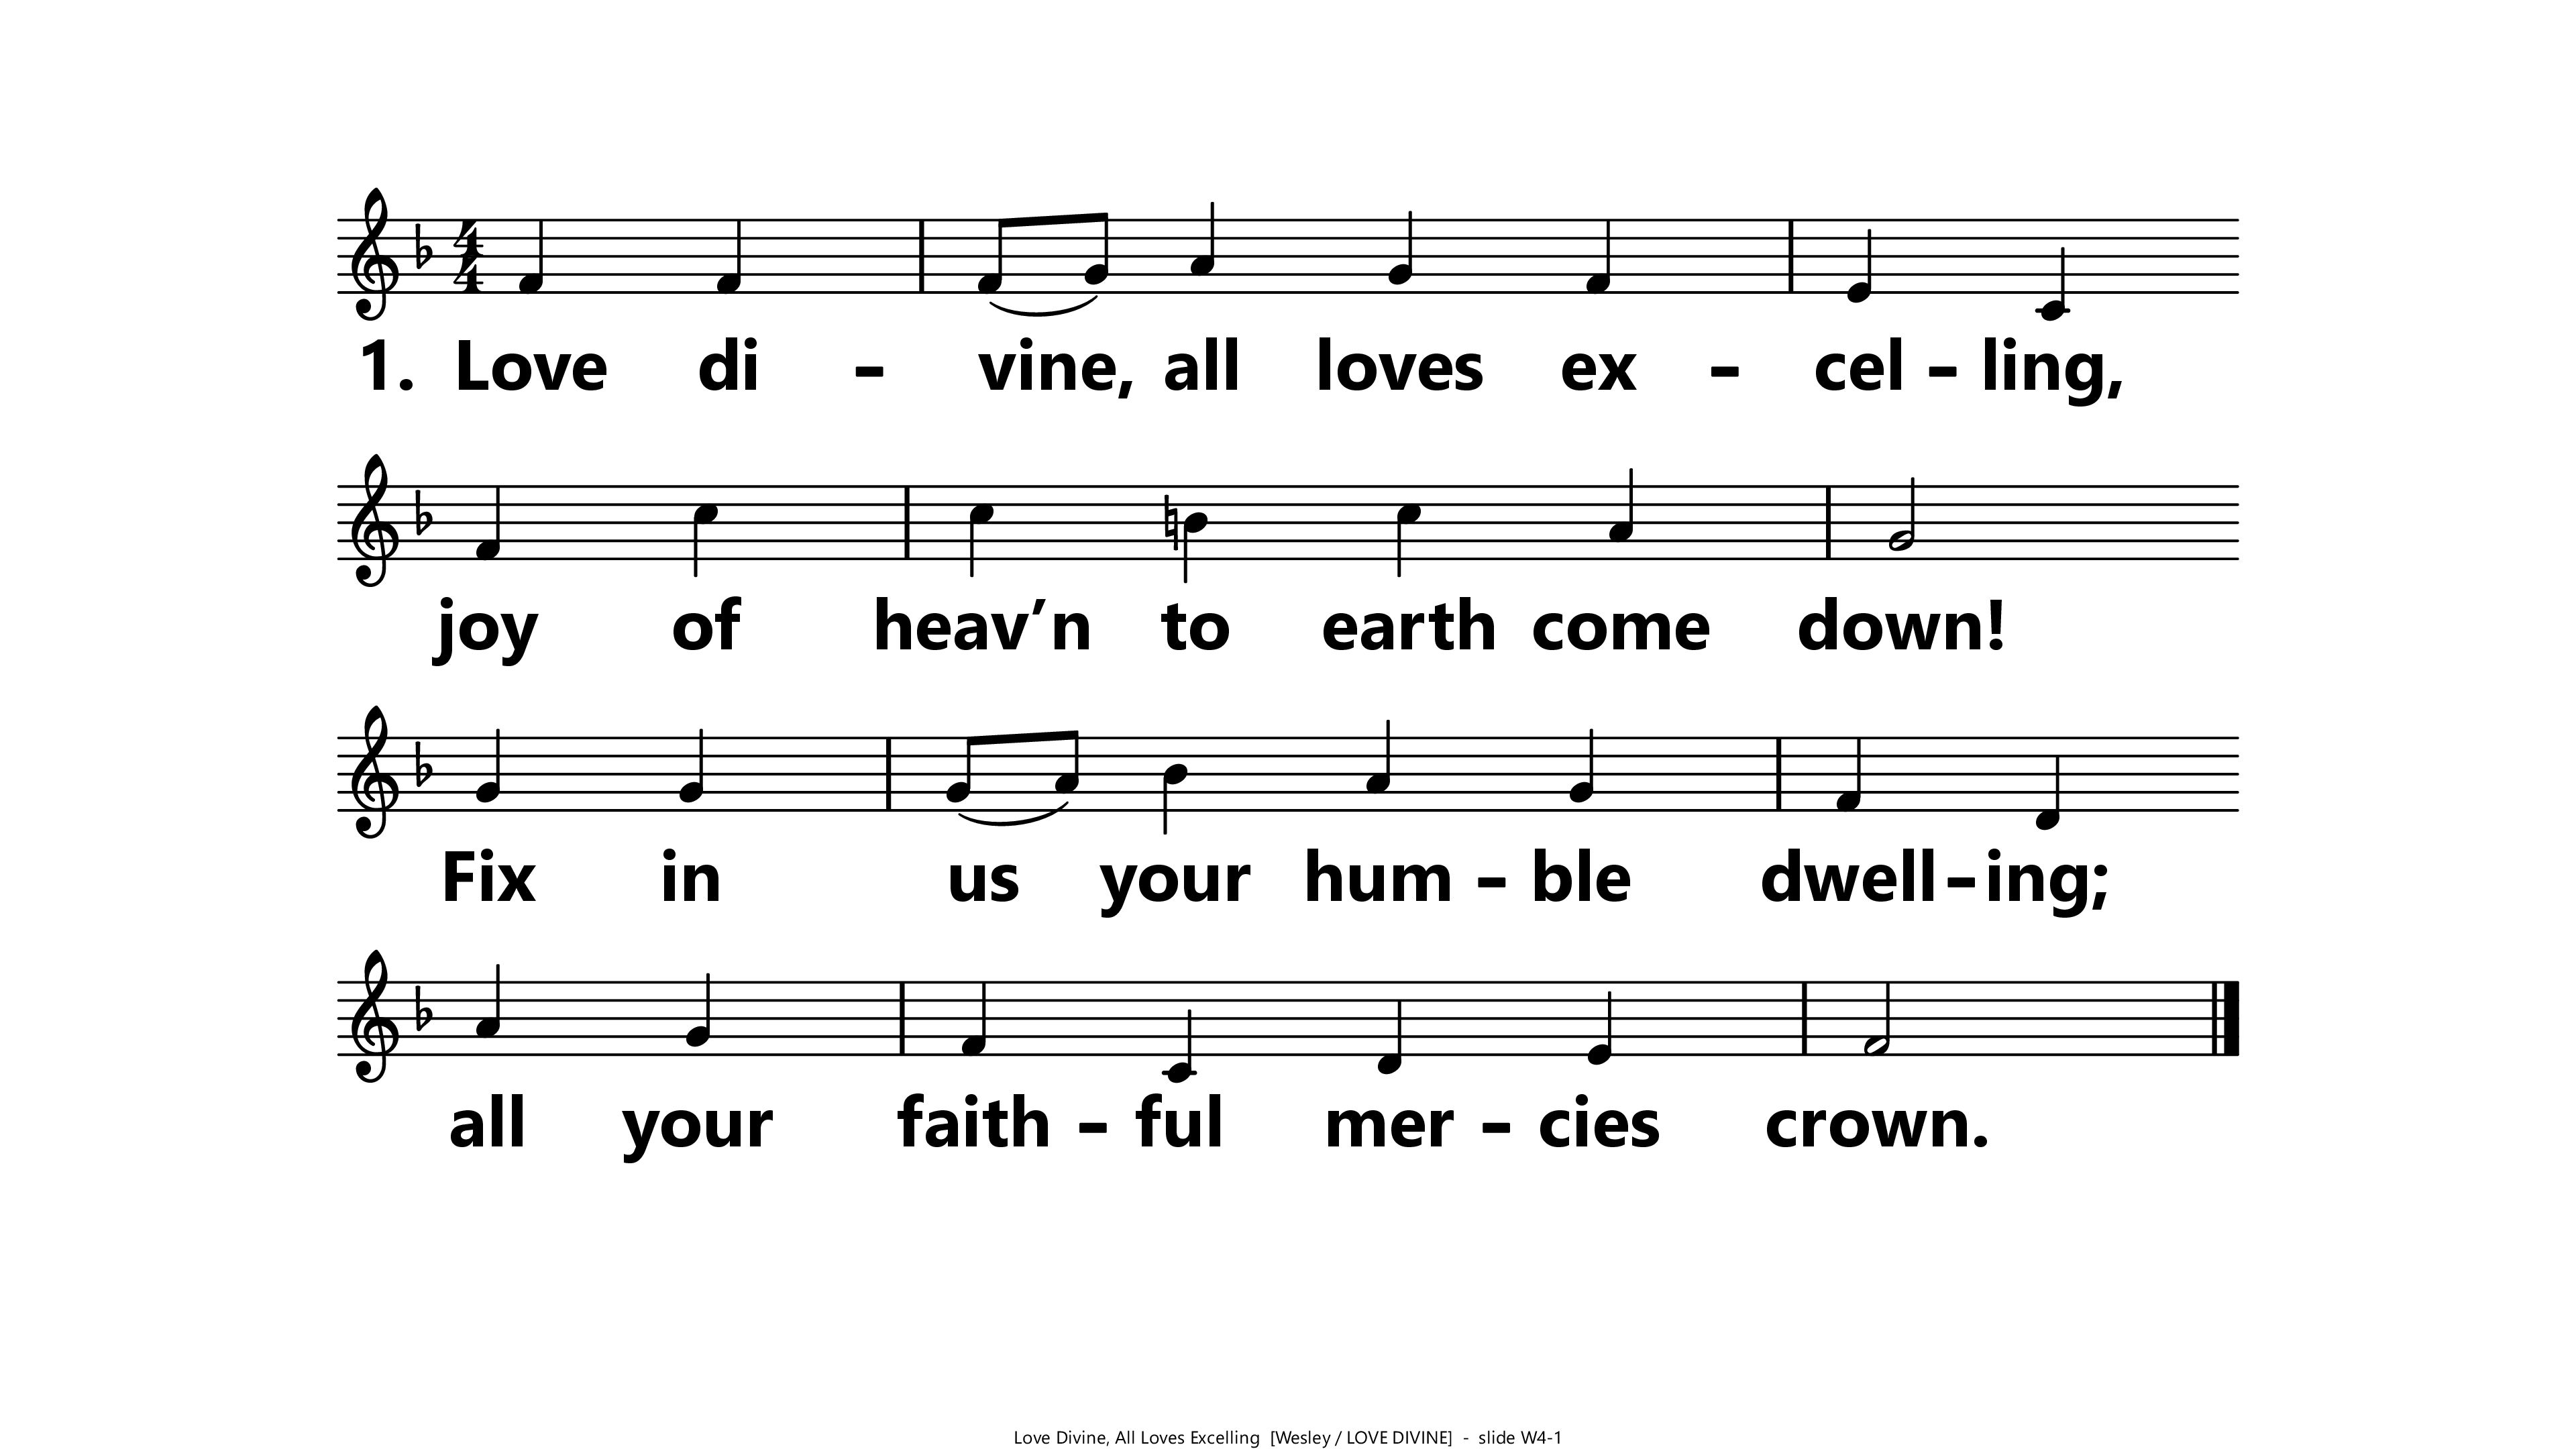 1. Love di - vine, all loves ex - cel - ling,
joy of heav’n to earth come down!
Fix in us your hum - ble dwell - ing;
all your faith - ful mer - cies crown.
Love Divine, All Loves Excelling [Wesley / LOVE DIVINE] - slide W4-1